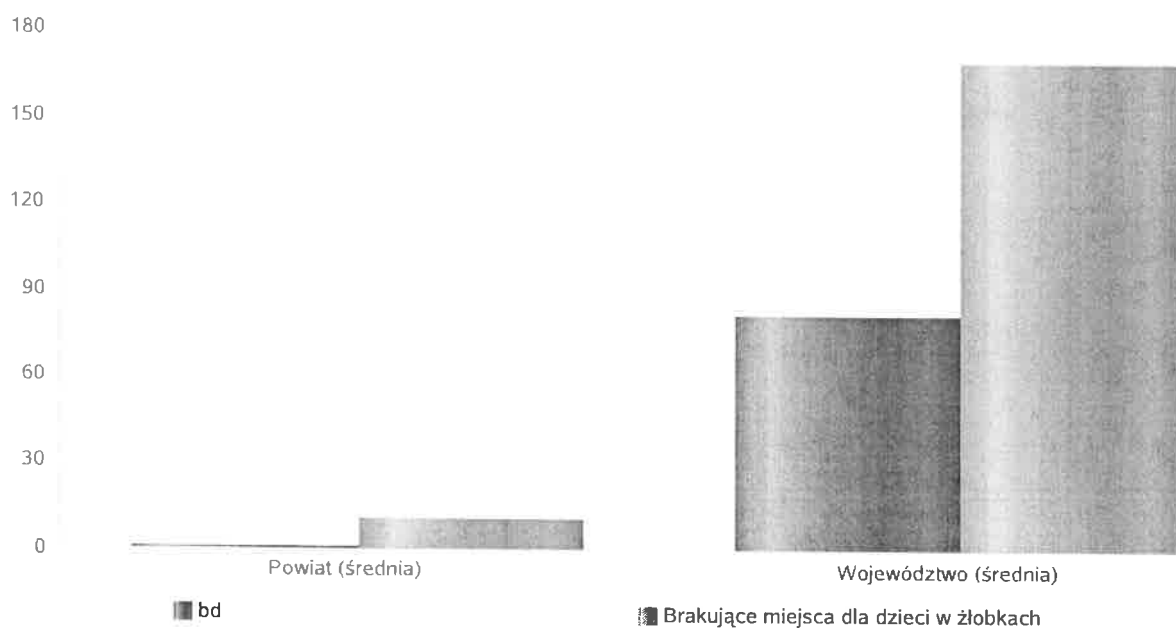 180
150
120
90
60
30
0
Powiat (średnia)
Województwo (średnia)
bd
Brakujące miejsca dla dzieci w żłobkach